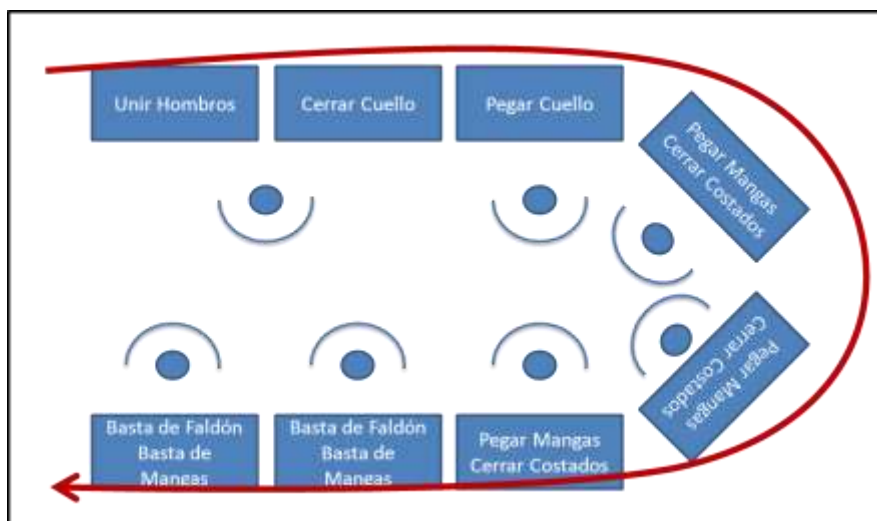 Unir Hombros
Cerrar Cuello
Pegar Cuello
Pegar Mangas
Cerrar Costados
Pegar Mangas
Cerrar Costados
Pegar Mangas
Cerrar Costados
Basta de Faldón
Basta de
Mangas
Basta de Faldón
Basta de
Mangas